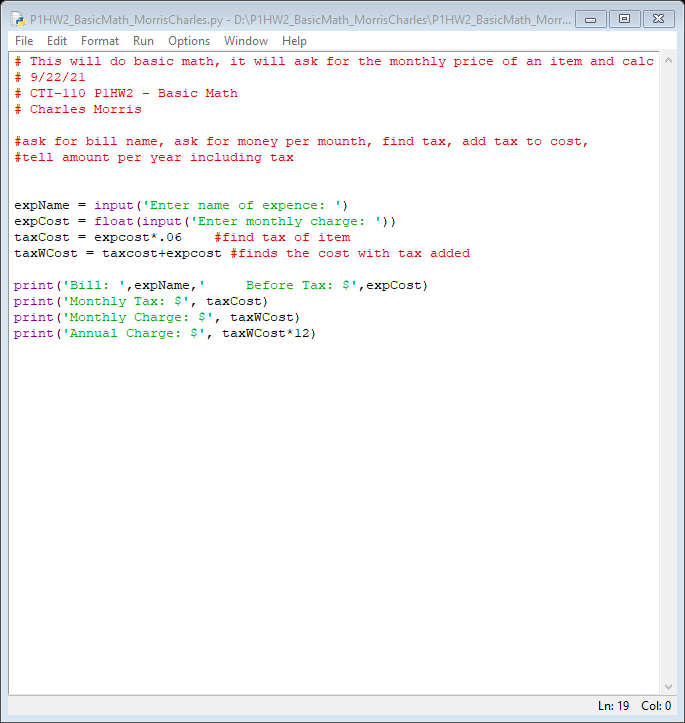 P1HW2_BasicMath_MorrisCharles.py - D:\P1HW2_BasicMath_MorrisCharles\P1HW2_BasicMath_Morr...
File Edit Format Run Options Window Help
# This will do basic math, it will ask for the monthly price of an item and calc
# 9/22/21
# CTI-110 P1HW2 - Basic Math
# Charles Morris
#ask for bill name, ask for money per mounth, find tax, add tax to cost,
#tell amount per year including tax
expName = input('Enter name of expence: ')
expCost = float(input('Enter monthly charge: '))
taxCost = expcost*.06    #find tax of item
taxWCost = taxcost+expcost #finds the cost with tax added
print('Bill: ',expName,'     Before Tax: $',expCost)
print('Monthly Tax: $', taxCost)
print('Monthly Charge: $', taxWCost)
print('Annual Charge: $', taxWCost*12)
Ln: 19 Col: 0